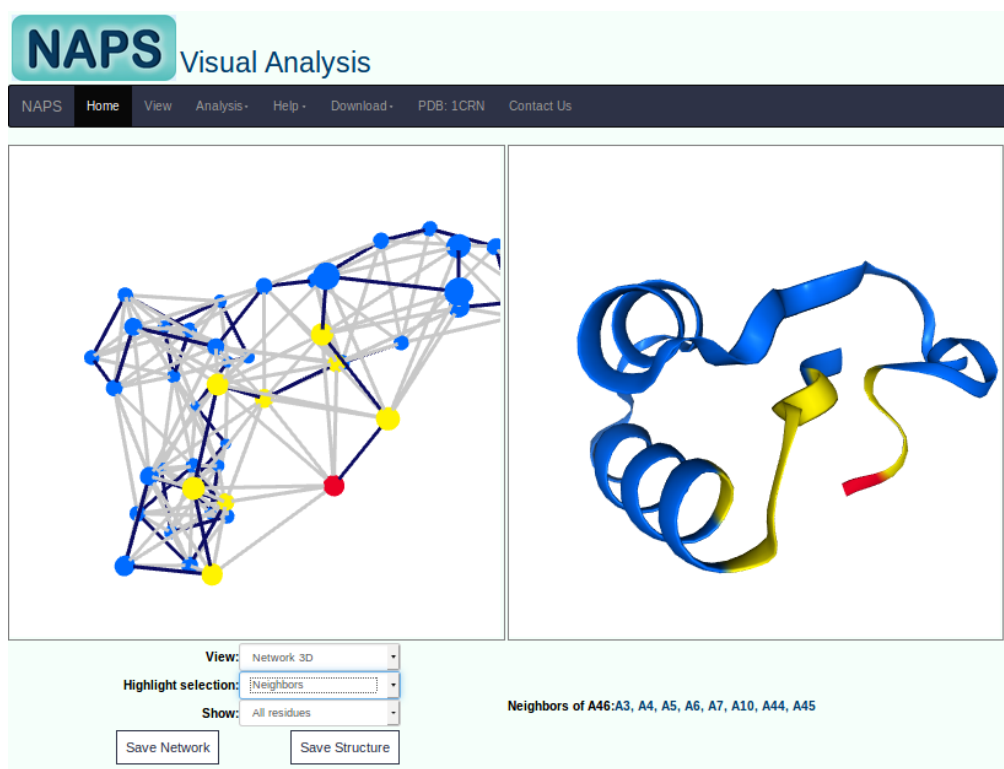 NAPS Visual Analysis
NAPS Home View Analysis Help Download PDB: 1CRN Contact Us
View: Network 3D
Highlight selection: Neighbors
Show: All residues
Neighbors of A46:A3, A4, A5, A6, A7, A10, A44, A45
Save Network Save Structure